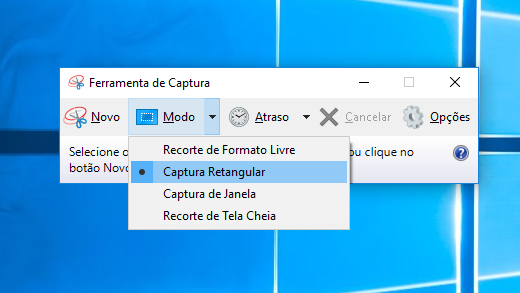 Ferramenta de Captura
Novo Modo Atraso Cancelar Opções
Selecione o ou clique no
botão Novo
Recorte de Formato Livre
Captura Retangular
Captura de Janela
Recorte de Tela Cheia